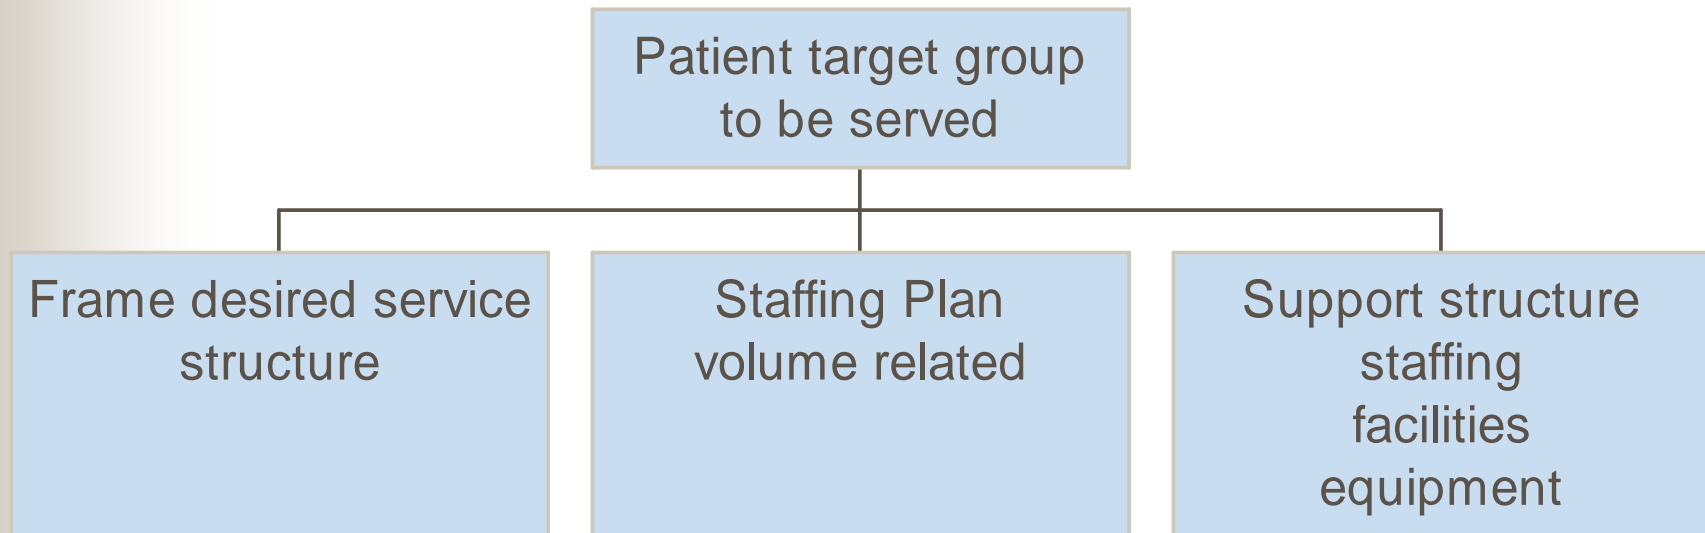 Patient target group
to be served
Frame desired service
structure
Staffing Plan
volume related
Support structure
staffing
facilities
equipment